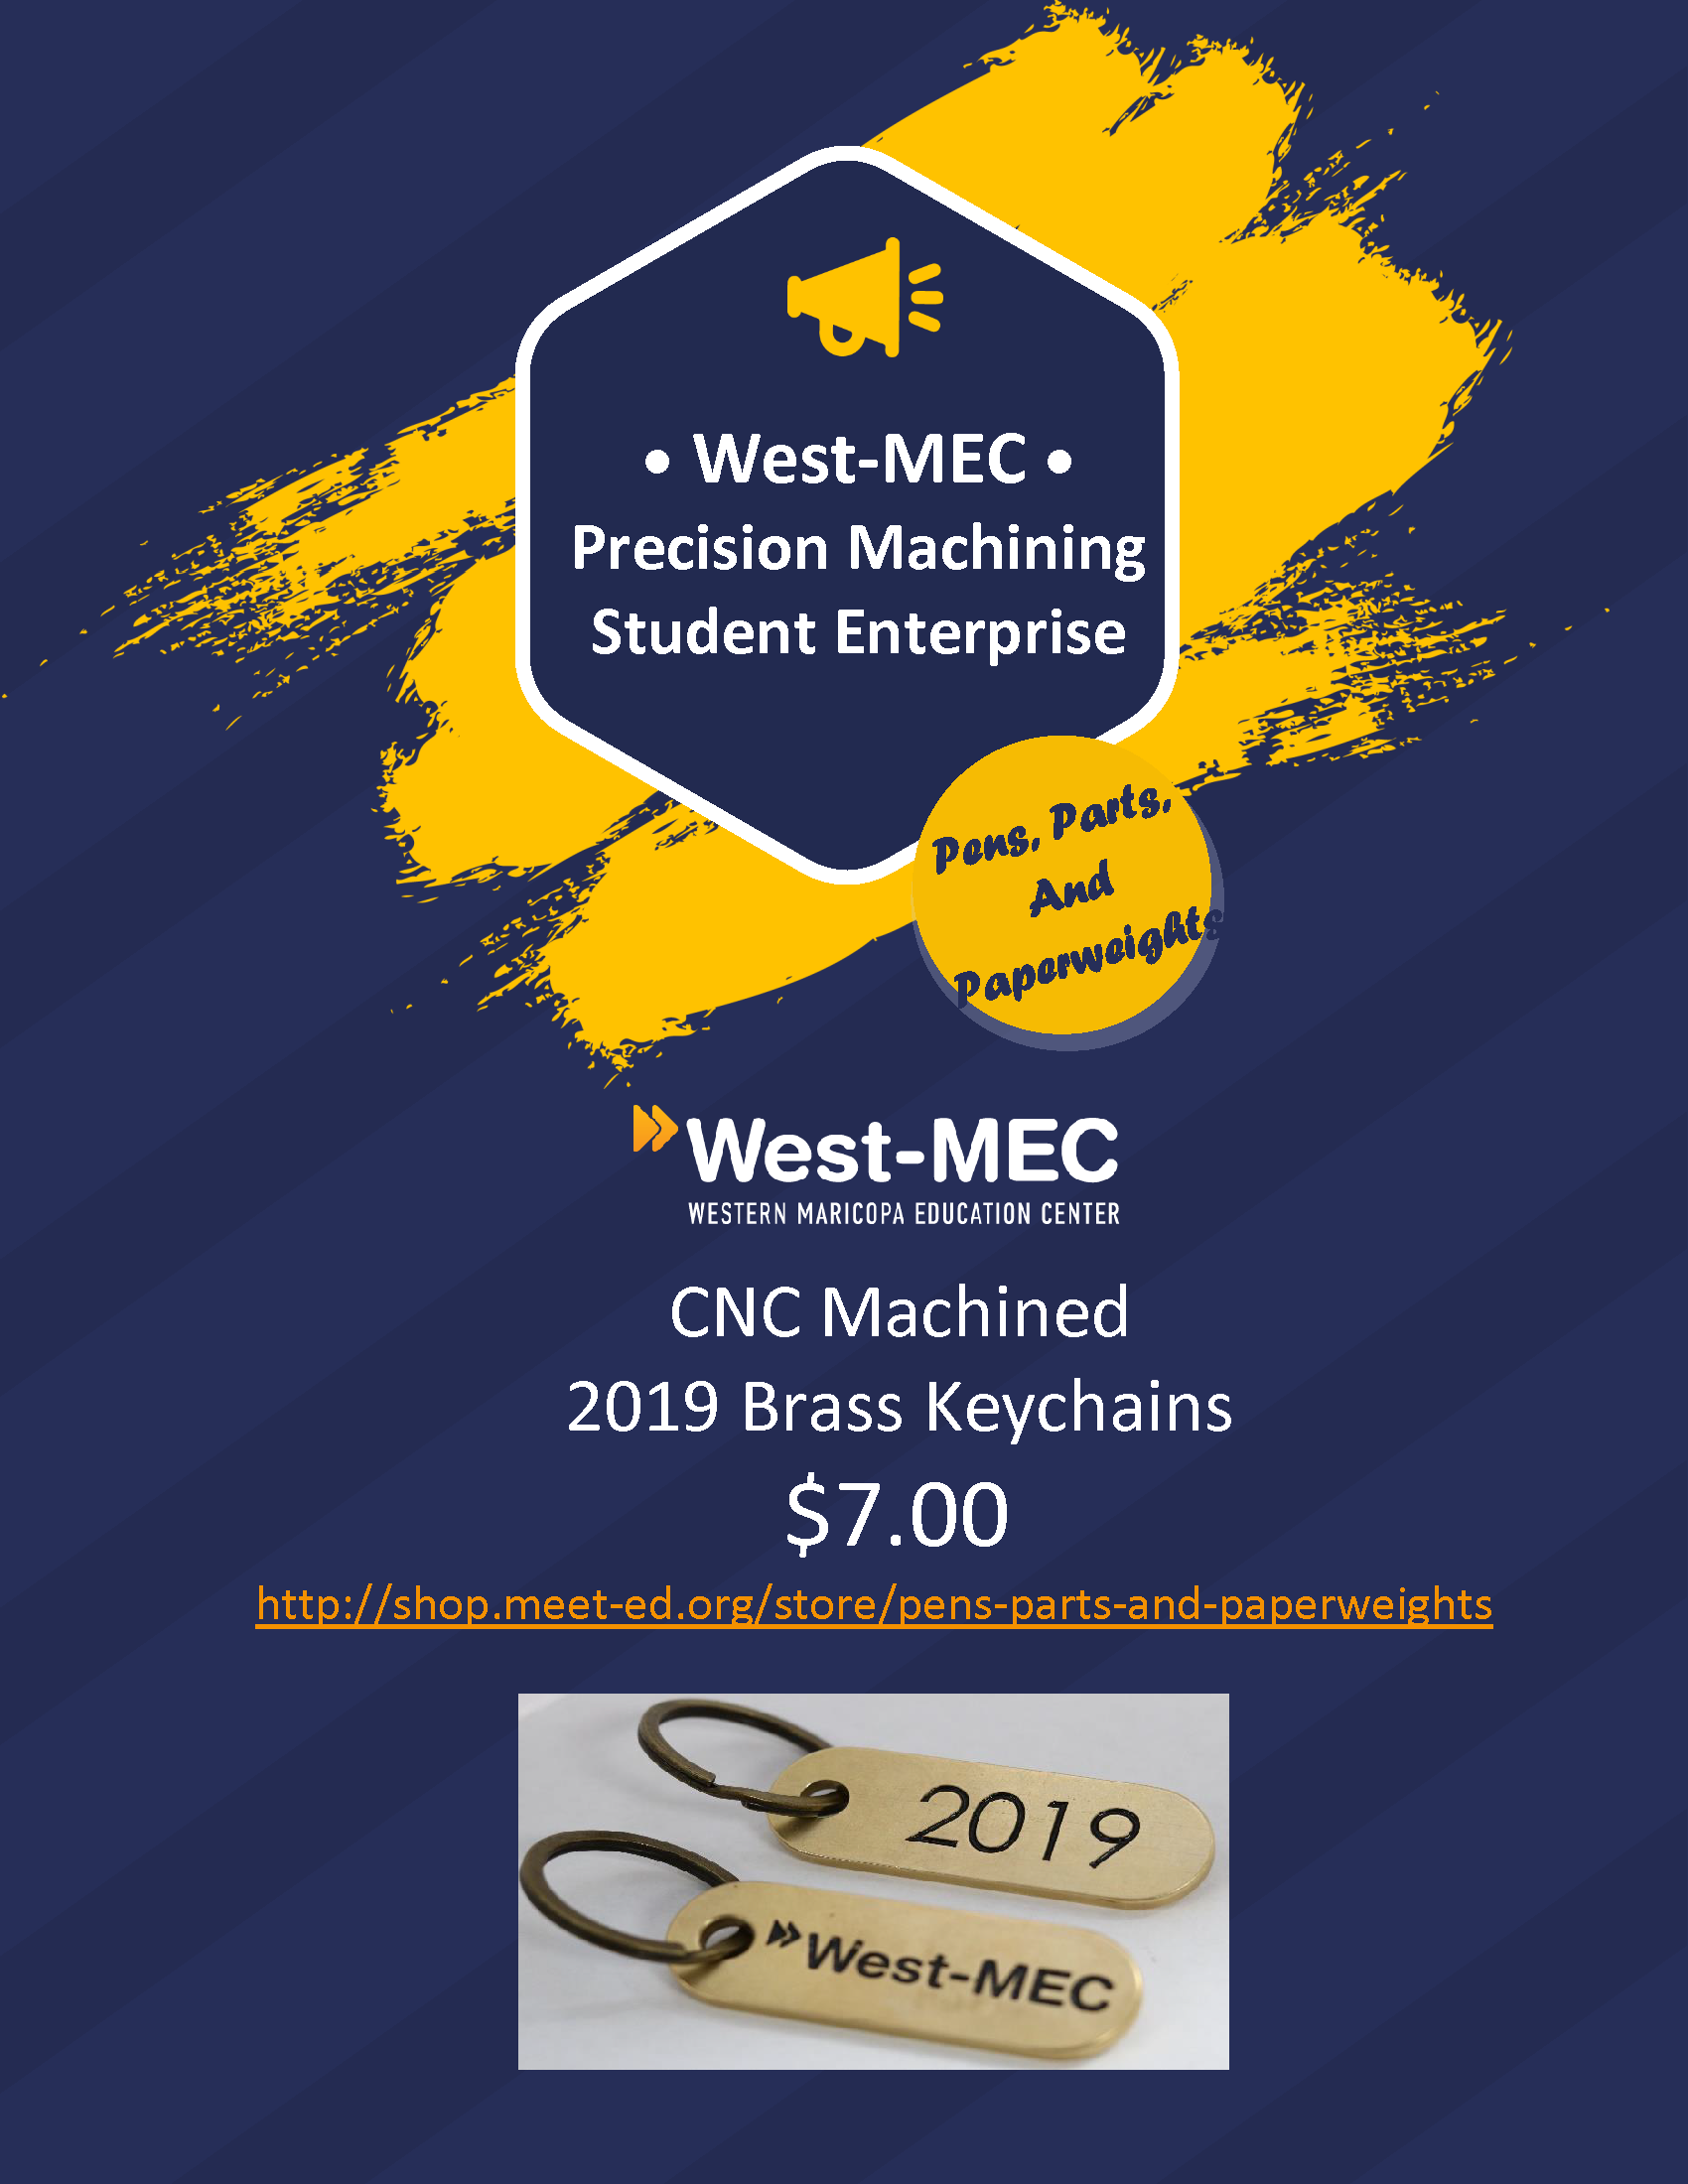 • West-MEC •
Precision Machining
Student Enterprise
Pens, Parts,
And
Paperweights
West-MEC
WESTERN MARICOPA EDUCATION CENTER
CNC Machined
2019 Brass Keychains
$7.00
http://shop.meet-ed.org/store/pens-parts-and-paperweights
2019
West-MEC